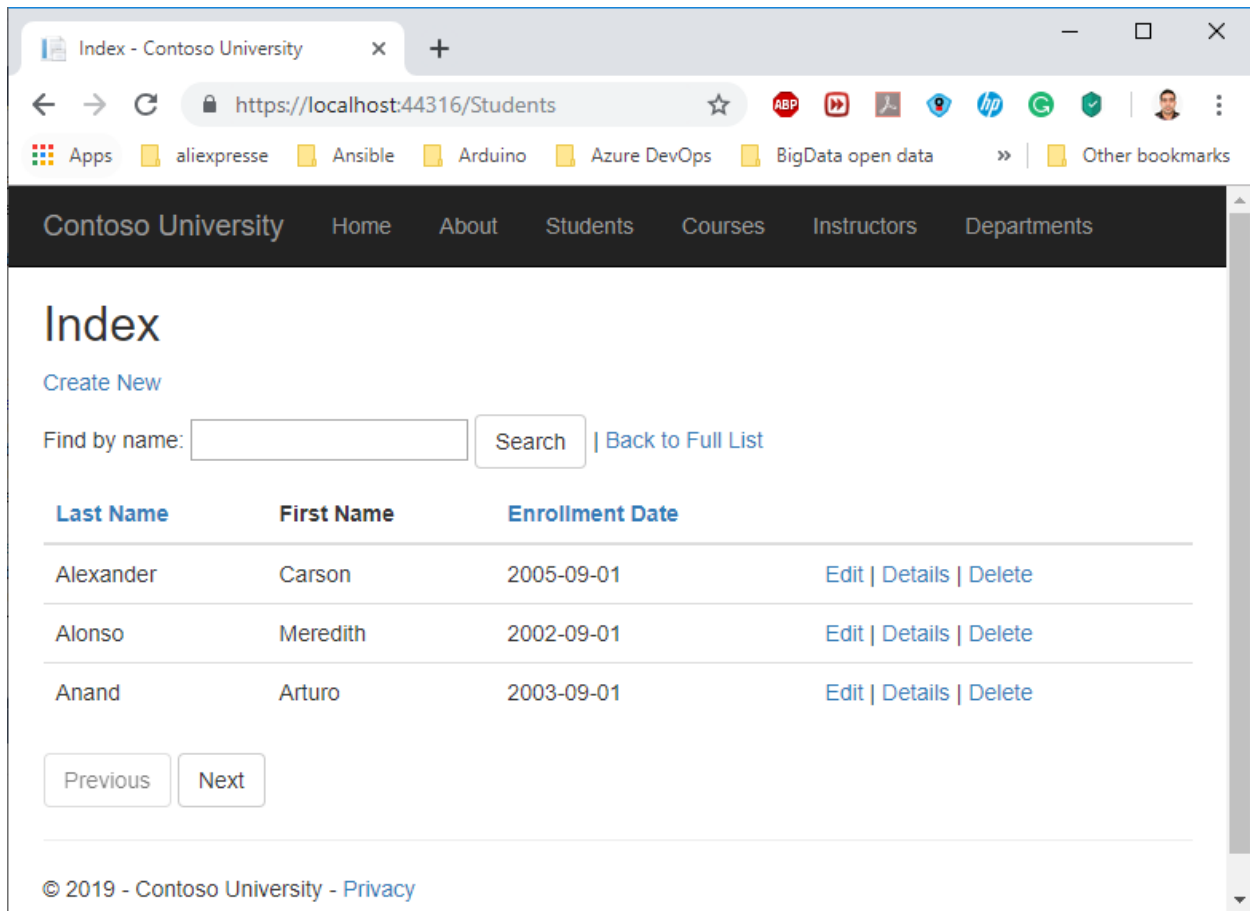 Index - Contoso University
https://localhost:44316/Students ABP hp G
Apps aliexpresse Ansible Arduino Azure DevOps BigData open data » Other bookmarks
Contoso University Home About Students Courses Instructors Departments
Index
Create New
Find by name: Search | Back to Full List
Last Name First Name Enrollment Date
Alexander Carson 2005-09-01 Edit | Details | Delete
Alonso Meredith 2002-09-01 Edit | Details | Delete
Anand Arturo 2003-09-01 Edit | Details | Delete
Previous Next
© 2019 - Contoso University - Privacy